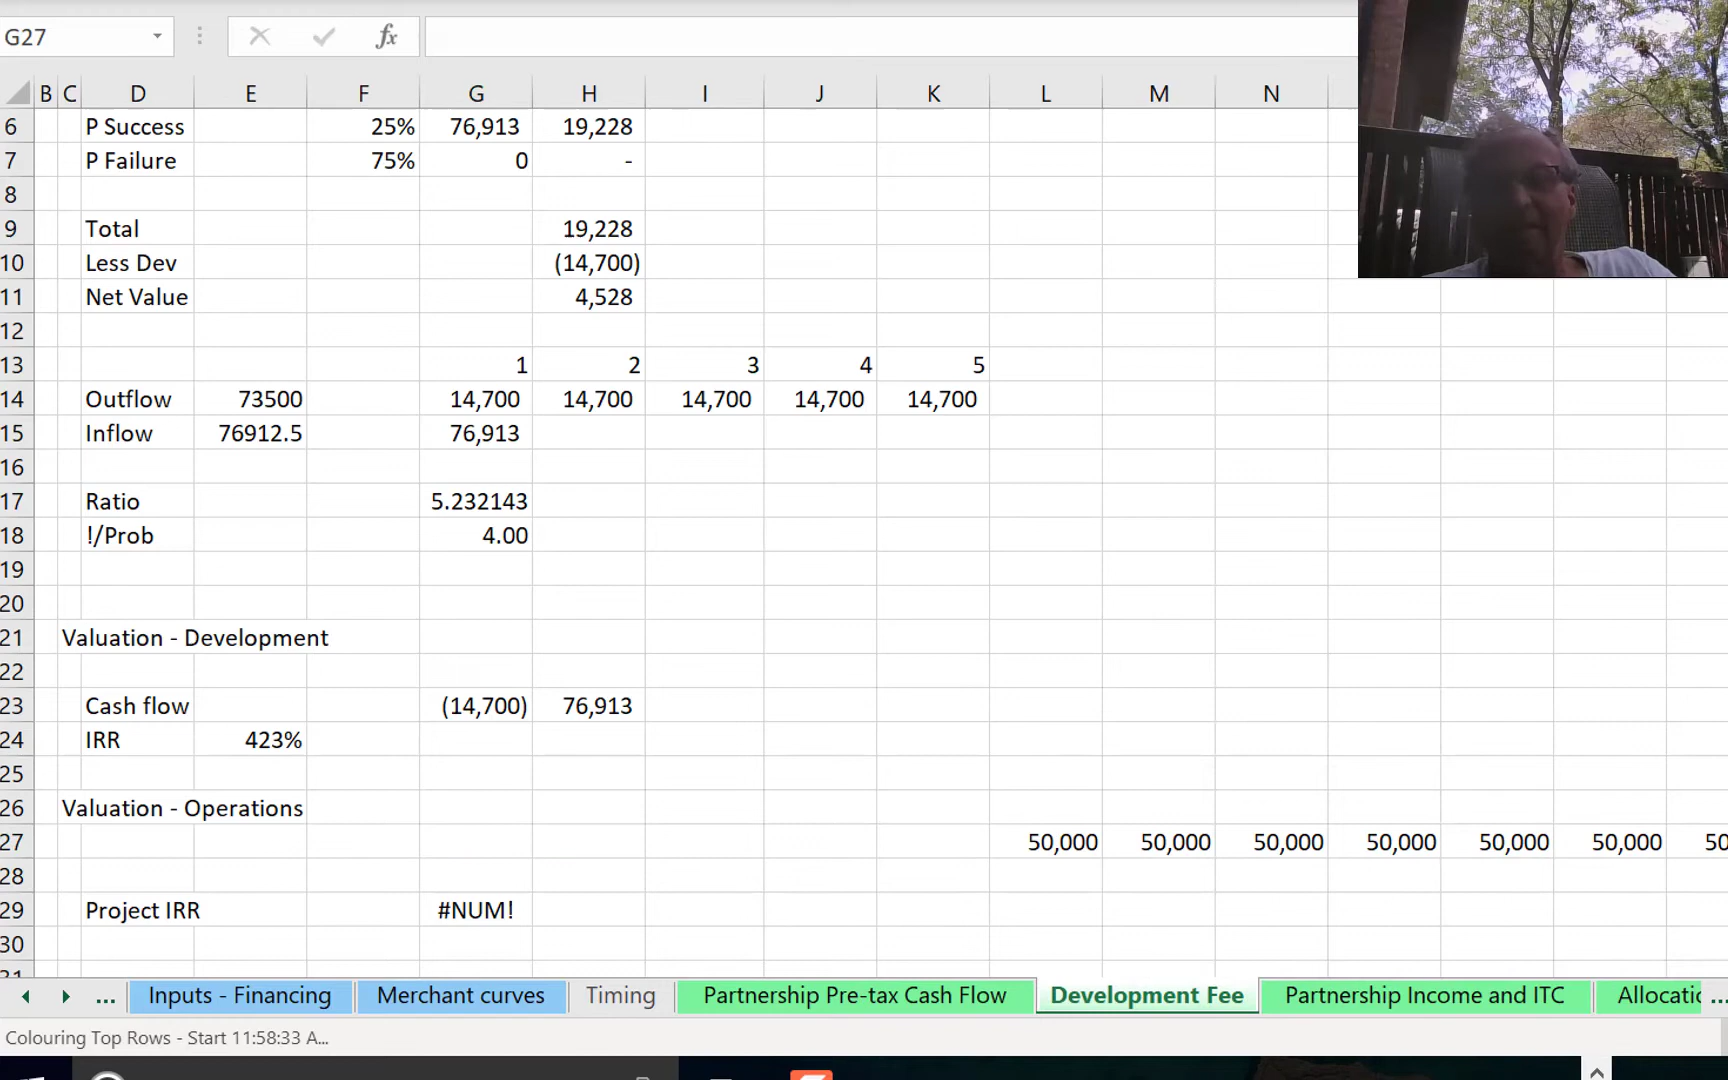 G27 fx
B C D E F G H I J K L M N
6 P Success 25% 76,913 19,228
7 P Failure 75% 0 -
8
9 Total 19,228
10 Less Dev (14,700)
11 Net Value 4,528
12
13 1 2 3 4 5
14 Outflow 73500 14,700 14,700 14,700 14,700 14,700
15 Inflow 76912.5 76,913
16
17 Ratio 5.232143
18 !/Prob 4.00
19
20
21 Valuation - Development
22
23 Cash flow (14,700) 76,913
24 IRR 423%
25
26 Valuation - Operations
27 50,000 50,000 50,000 50,000 50,000 50,000 50
28
29 Project IRR #NUM!
30
31
... Inputs - Financing Merchant curves Timing Partnership Pre-tax Cash Flow Development Fee Partnership Income and ITC Allocatic ...
Colouring Top Rows - Start 11:58:33 A...